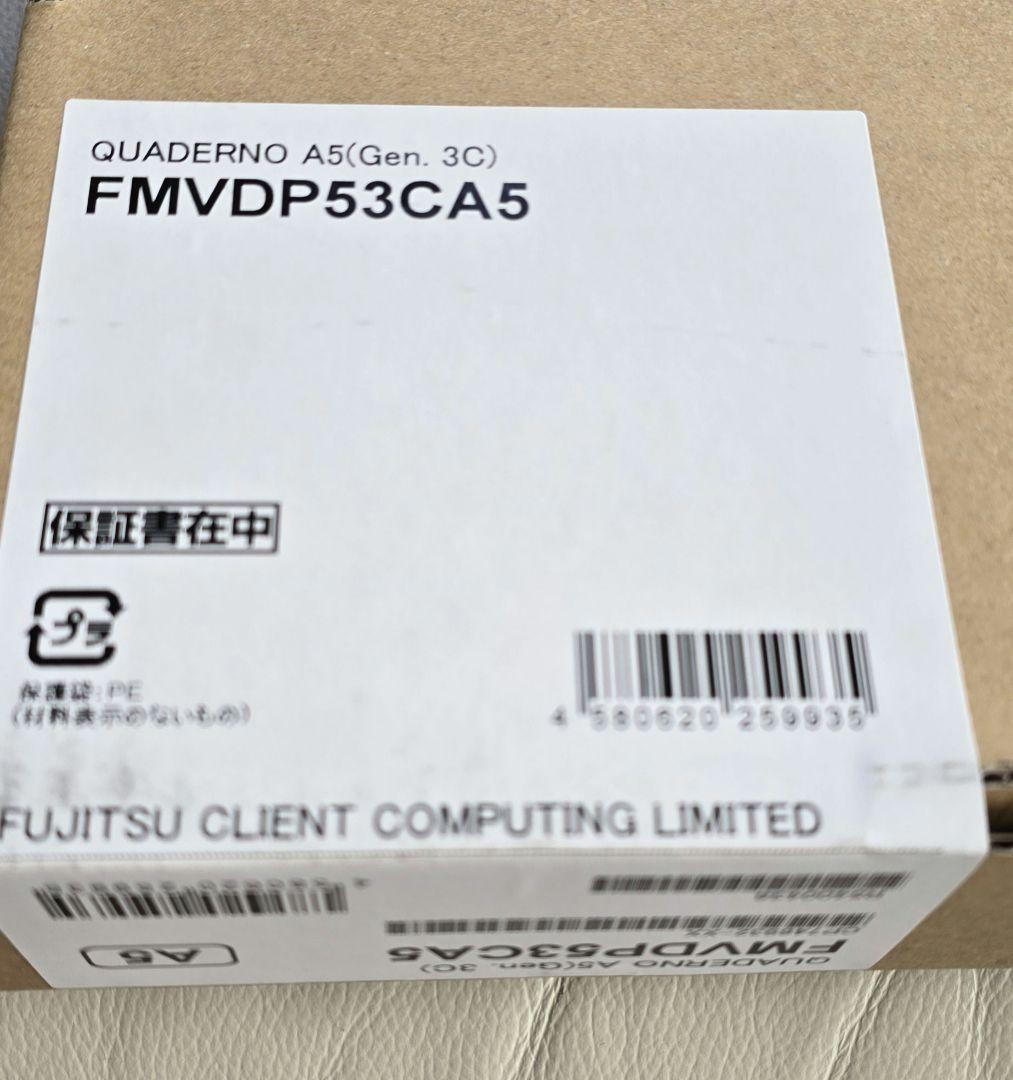 QUADERNO A5(Gen. 3C)
FMVDP53CA5
保証書在中
プラ
保護袋:PE
(材料表示のないもの)
4 580620 259935
FUJITSU CLIENT COMPUTING LIMITED
A5
FMVDP53CA5
QUADERNO A5(Gen. 3C)